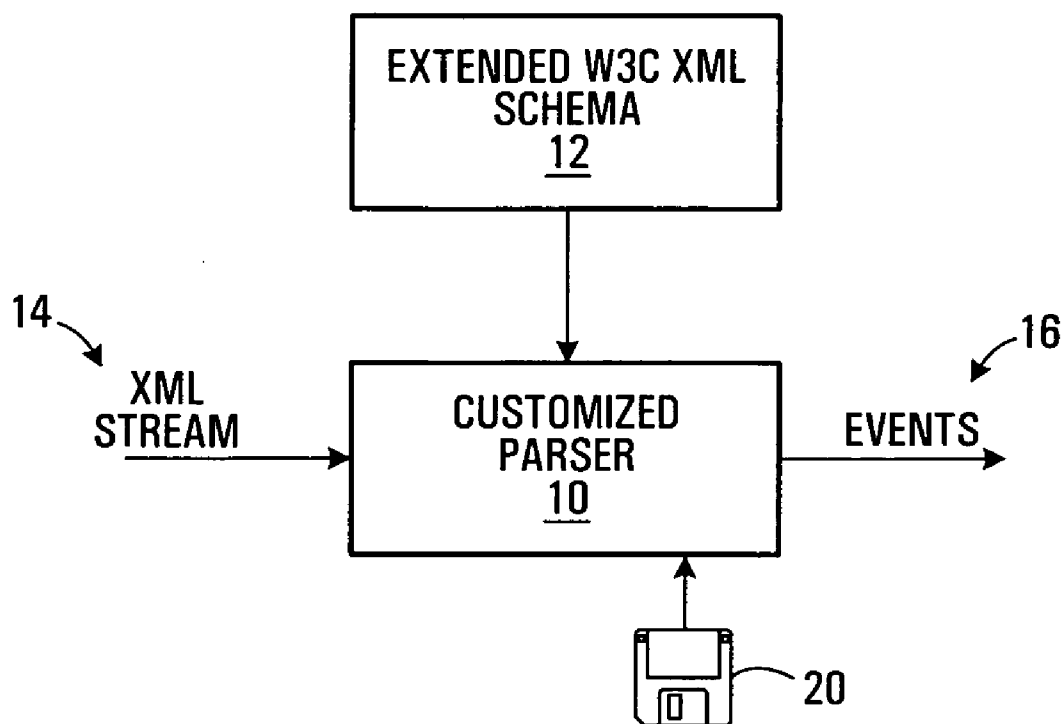 EXTENDED W3C XML
SCHEMA
12
14
XML
STREAM
CUSTOMIZED
PARSER
10
16
EVENTS
20